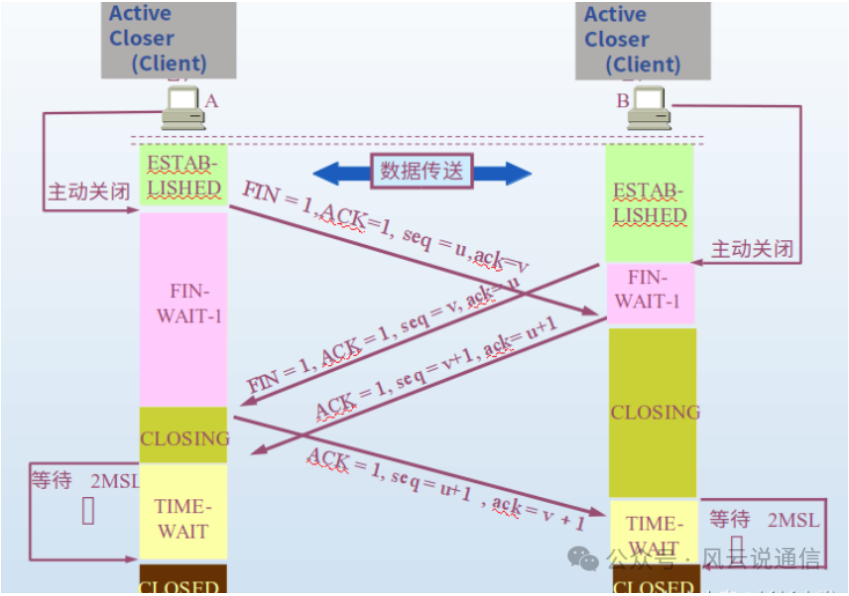 Active
Closer
(Client)
Active
Closer
(Client)
A
B
主动关闭
ESTAB-
LISHED
数据传送
ESTAB-
LISHED
主动关闭
FIN = 1,ACK=1, seq = u,ack=v
FIN-
WAIT-1
FIN-
WAIT-1
FIN = 1, ACK = 1, seq = v, ack= u
ACK = 1, seq = v+1, ack= u+1
CLOSING
CLOSING
ACK = 1, seq = u+1 , ack = v + 1
等待 2MSL
TIME-
WAIT
TIME-
WAIT
等待 2MSL
公众号 · 风云说通信
CLOSED
CLOSED